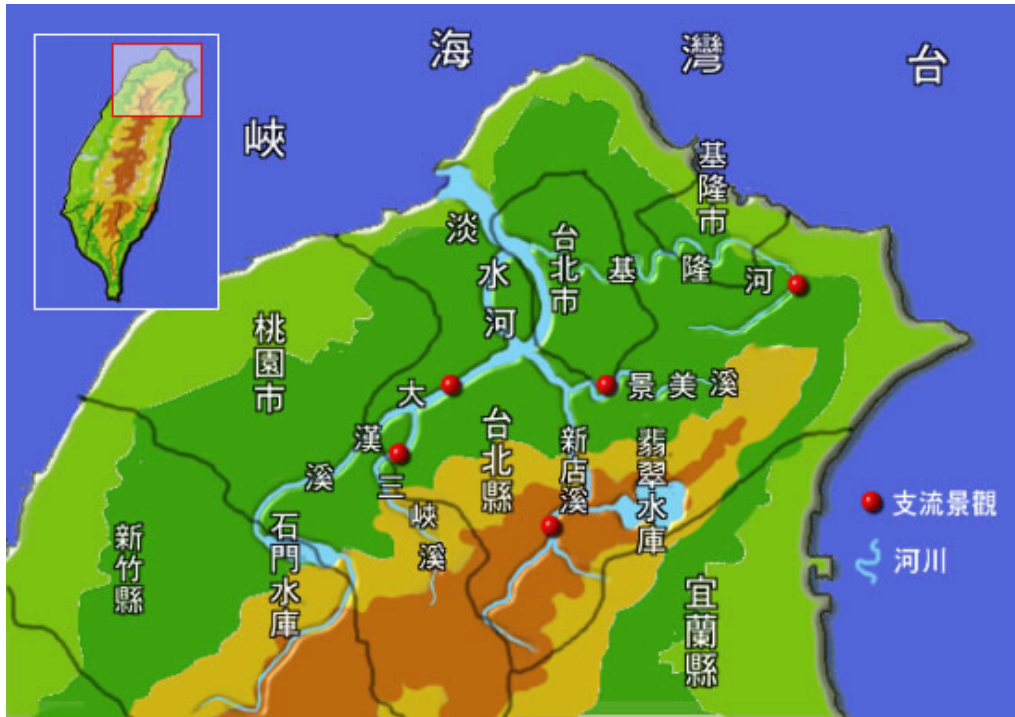 台灣海峽
基隆市
淡水河
台北市
基隆河
桃園市
大漢溪
景美溪
台北縣
新店溪
翡翠水庫
三峽溪
石門水庫
新竹縣
宜蘭縣
支流景觀
河川